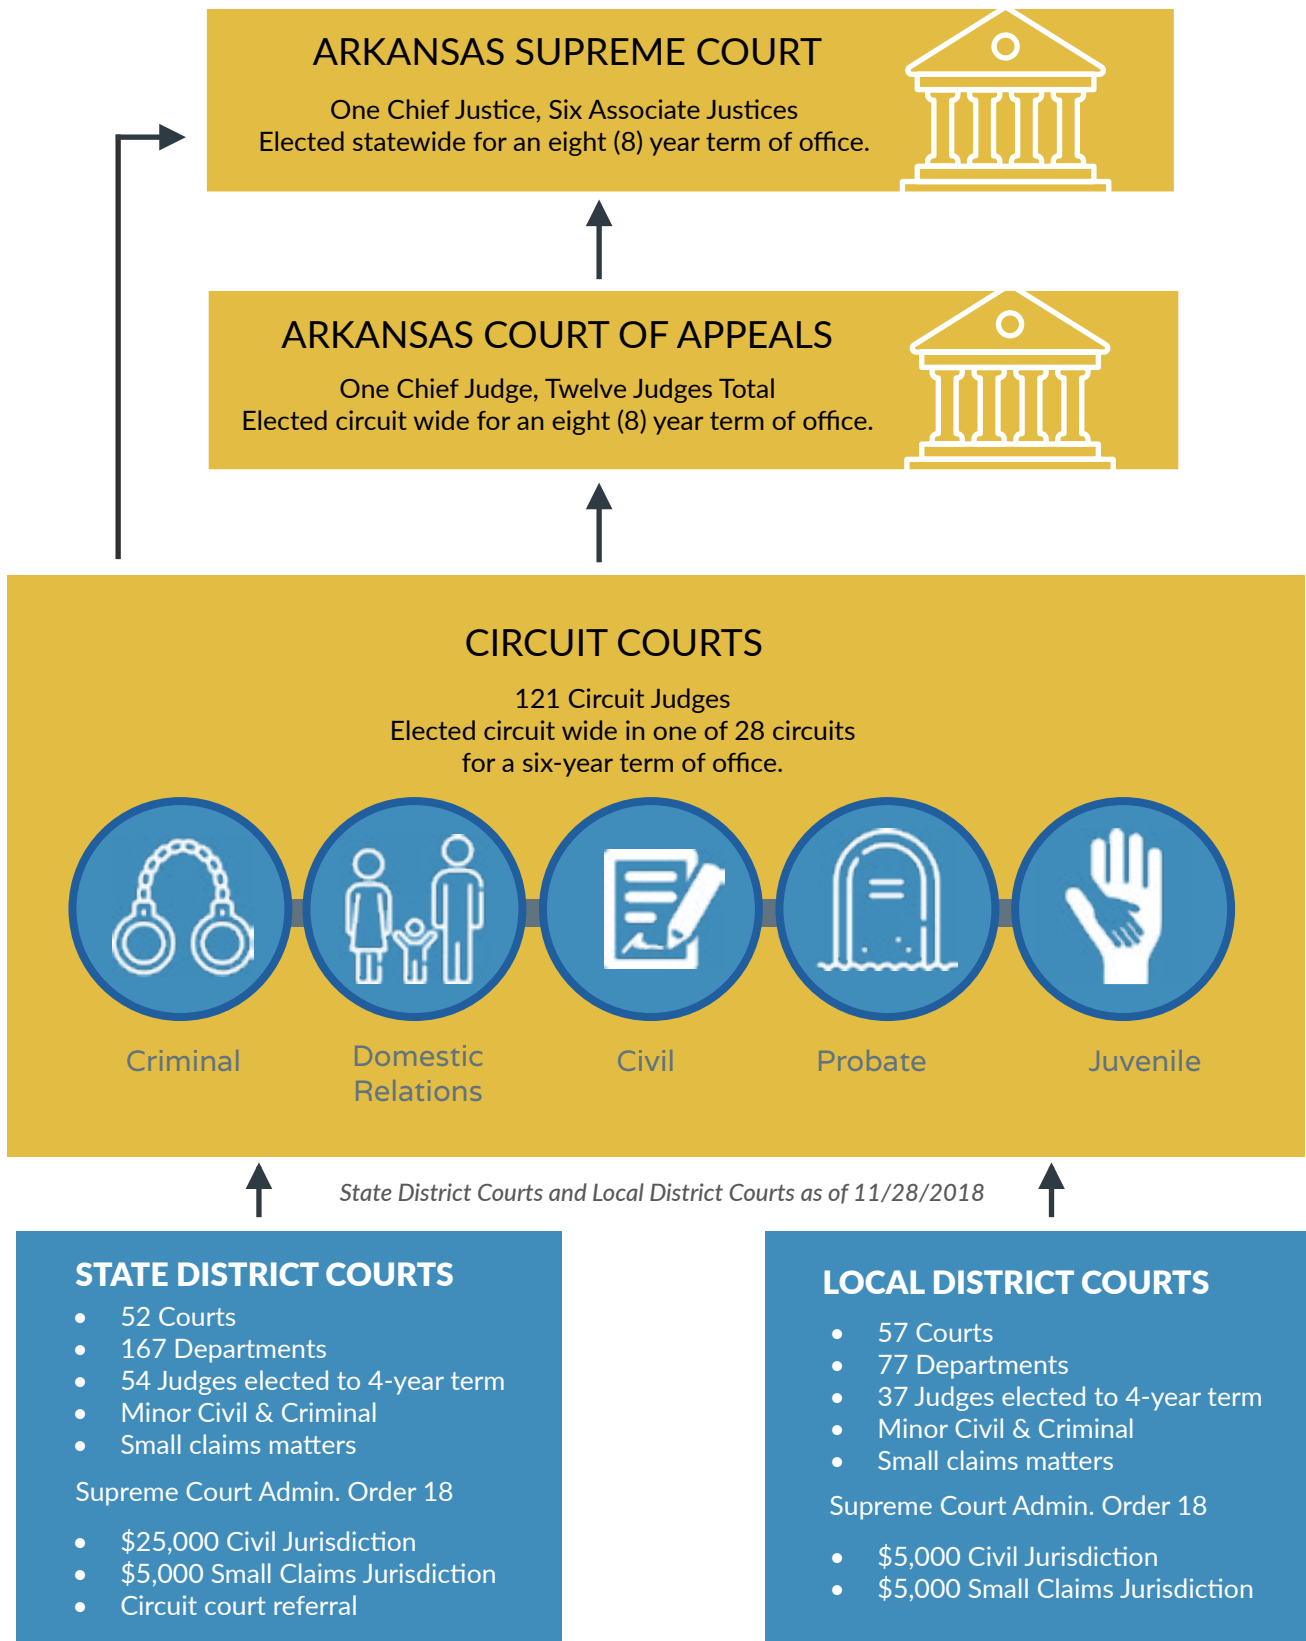 ARKANSAS SUPREME COURT
One Chief Justice, Six Associate Justices
Elected statewide for an eight (8) year term of office.
ARKANSAS COURT OF APPEALS
One Chief Judge, Twelve Judges Total
Elected circuit wide for an eight (8) year term of office.
CIRCUIT COURTS
121 Circuit Judges
Elected circuit wide in one of 28 circuits
for a six-year term of office.
Criminal
Domestic
Relations
Civil
Probate
Juvenile
State District Courts and Local District Courts as of 11/28/2018
STATE DISTRICT COURTS
• 52 Courts
• 167 Departments
• 54 Judges elected to 4-year term
• Minor Civil & Criminal
• Small claims matters
Supreme Court Admin. Order 18
• $25,000 Civil Jurisdiction
• $5,000 Small Claims Jurisdiction
• Circuit court referral
LOCAL DISTRICT COURTS
• 57 Courts
• 77 Departments
• 37 Judges elected to 4-year term
• Minor Civil & Criminal
• Small claims matters
Supreme Court Admin. Order 18
• $5,000 Civil Jurisdiction
• $5,000 Small Claims Jurisdiction